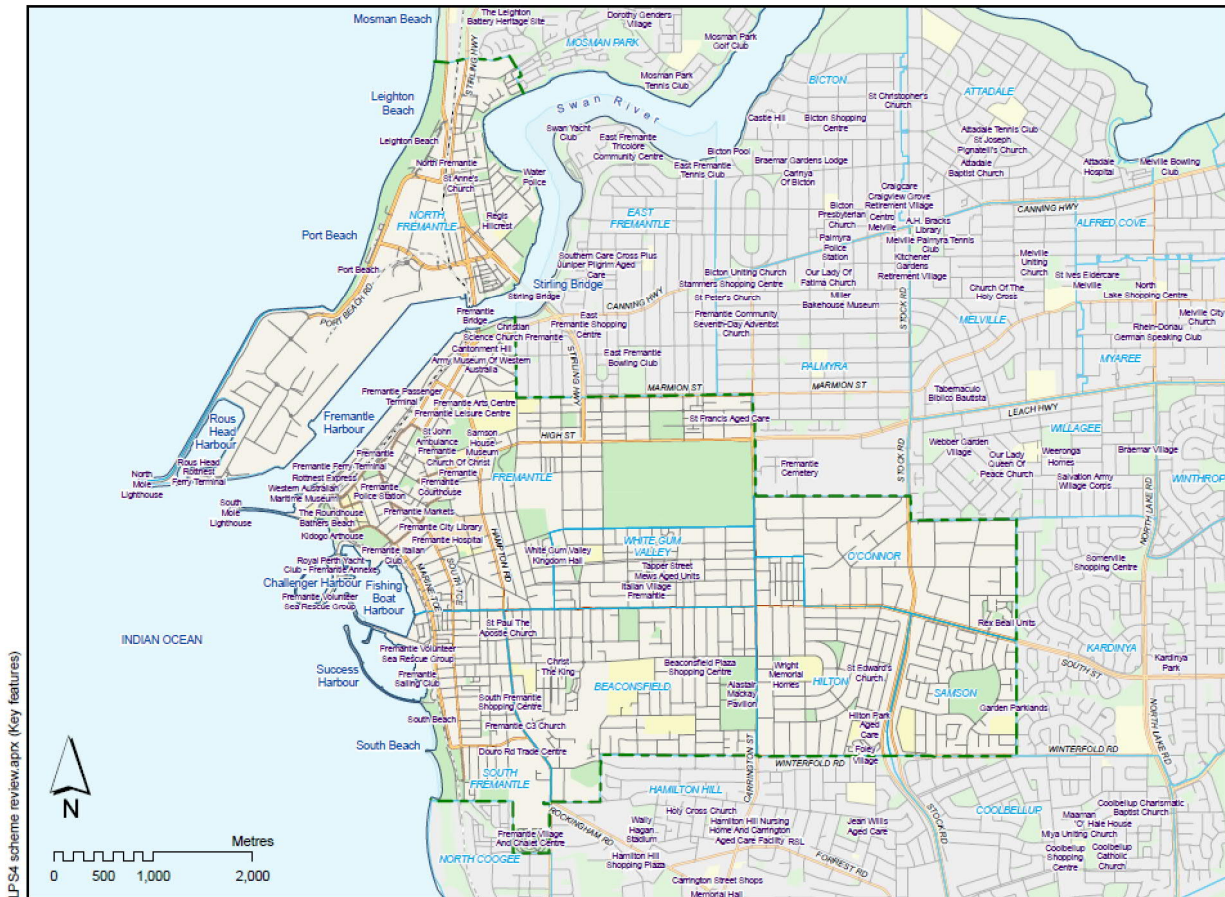 Mosman Beach
The Leighton
Battery Heritage Site
Dorothy Genders
Village
MOSMAN PARK
Mosman Park
Golf Club
Mosman Park
Tennis Club
STIRLING HWY
BICTON
ATTADALE
St Christopher's
Church
Leighton
Beach
Swan River
Leighton Beach
Swan Yacht
Club
East Fremantle
Tricolore
Community Centre
Castle Hill
Bicton Shopping
Centre
Attadale Tennis Club
St Joseph
Pignatelli's Church
Attadale
Baptist Church
Attadale
Hospital
Melville Bowling
Club
North Fremantle
St Anne's
Church
Water
Police
East Fremantle
Tennis Club
Bicton Pool
Braemar Gardens Lodge
Carinya
Of Bicton
Craigcare
Craigview Grove
Retirement Village
Centro
Melville
A.H. Bracks
Library
Melville Palmyra Tennis
Club
Kitchener
Gardens
Retirement Village
Bicton
Presbyterian
Church
Palmyra
Police
Station
CANNING HWY
ALFRED COVE
NORTH
FREMANTLE
Regis
Hillcrest
EAST
FREMANTLE
Port Beach
Port Beach
PORT BEACH RD
Southern Care Cross Plus
Juniper Pilgrim Aged
Care
Stirling Bridge
Stirling Bridge
CANNING HWY
Bicton Uniting Church
Stammers Shopping Centre
St Peter's Church
Our Lady Of
Fatima Church
Miller
Bakehouse Museum
Melville
Uniting
Church
Church Of The
Holy Cross
St Ives Eldercare
Melville
North
Lake Shopping Centre
Melville City
Church
Rhein-Donau
German Speaking Club
STOCK RD
MELVILLE
MYAREE
Fremantle
Bridge
Christian
Science Church Fremantle
Cantonment Hill
Army Museum Of Western
Australia
East
Fremantle Shopping
Centre
Fremantle Community
Seventh-Day Adventist
Church
East Fremantle
Bowling Club
STIRLING HWY
MARMION ST
PALMYRA
MARMION ST
Tabernaculo
Biblico Bautista
LEACH HWY
Fremantle Passenger
Terminal
Fremantle Arts Centre
Fremantle Leisure Centre
St Francis Aged Care
Rous
Head
Harbour
Fremantle
Harbour
HIGH ST
St John
Ambulance
Fremantle
Samson
House
Museum
Church Of Christ
Fremantle
Fremantle
Courthouse
FREMANTLE
Fremantle
Cemetery
STOCK RD
Webber Garden
Village
Our Lady
Queen Of
Peace Church
Weeronga
Homes
WILLAGEE
Salvation Army
Village Corps
Braemar Village
WINTHROP
North
Mole
Lighthouse
Rous Head
Rottnest
Ferry Terminal
Fremantle
Fremantle Ferry Terminal
Rottnest Express
Western Australian
Maritime Museum
Fremantle
Police Station
South
Mole
Lighthouse
The Roundhouse
Bathers Beach
Kidogo Arthouse
Fremantle Markets
Fremantle City Library
Fremantle Hospital
Fremantle Italian
Club
HAMPTON RD
White Gum Valley
Kingdom Hall
WHITE GUM
VALLEY
Tapper Street
Mews Aged Units
Italian Village
Fremantle
O'CONNOR
NORTH LAKE RD
Somerville
Shopping Centre
Royal Perth Yacht
Club - Fremantle Annexe
Challenger Harbour
Fremantle Volunteer
Sea Rescue Group
Fishing
Boat
Harbour
MARINE TCE
SOUTH TCE
St Paul The
Apostle Church
Rex Beall Units
INDIAN OCEAN
Fremantle Volunteer
Sea Rescue Group
Success
Harbour
Fremantle
Sailing Club
Christ
The King
Beaconsfield Plaza
Shopping Centre
Wright
Memorial
Homes
St Edward's
Church
KARDINYA
Kardinya
Park
SOUTH ST
BEACONSFIELD
Alastair
Mackay
Pavilion
HILTON
SAMSON
Garden Parklands
South Beach
South Fremantle
Shopping Centre
Fremantle C3 Church
Hilton Park
Aged
Care
South Beach
Douro Rd Trade Centre
Foley
Village
WINTERFOLD RD
WINTERFOLD RD
NORTH LAKE RD
SOUTH
FREMANTLE
CARRINGTON ST
HAMILTON HILL
COOLBELLUP
STOCK RD
N
Metres
0 500 1,000 2,000
Fremantle Village
And Chalet Centre
ROCKINGHAM RD
Holy Cross Church
Wally
Hagan
Stadium
Hamilton Hill Nursing
Home And Carrington
Aged Care Facility
RSL
Jean Willis
Aged Care
Coolbellup Charismatic
Baptist Church
Maaman
'O' Hale House
Miya Uniting Church
Coolbellup
Shopping
Centre
Coolbellup
Catholic
Church
NORTH COOGEE
Hamilton Hill
Shopping Plaza
FORREST RD
Carrington Street Shops
Memorial Hall
LPS4 scheme review.aprx (Key features)